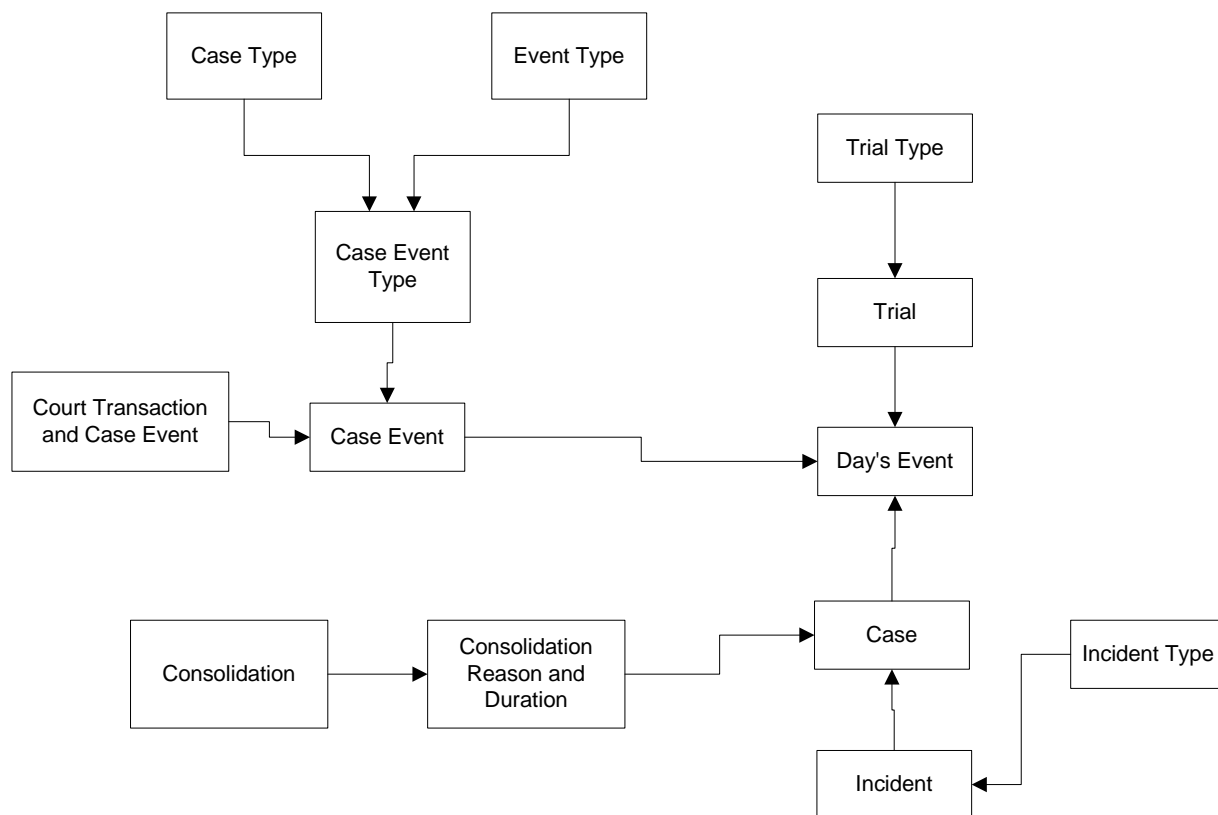 Case Type
Event Type
Trial Type
Case Event
Type
Trial
Court Transaction
and Case Event
Case Event
Day's Event
Consolidation
Consolidation
Reason and
Duration
Case
Incident Type
Incident